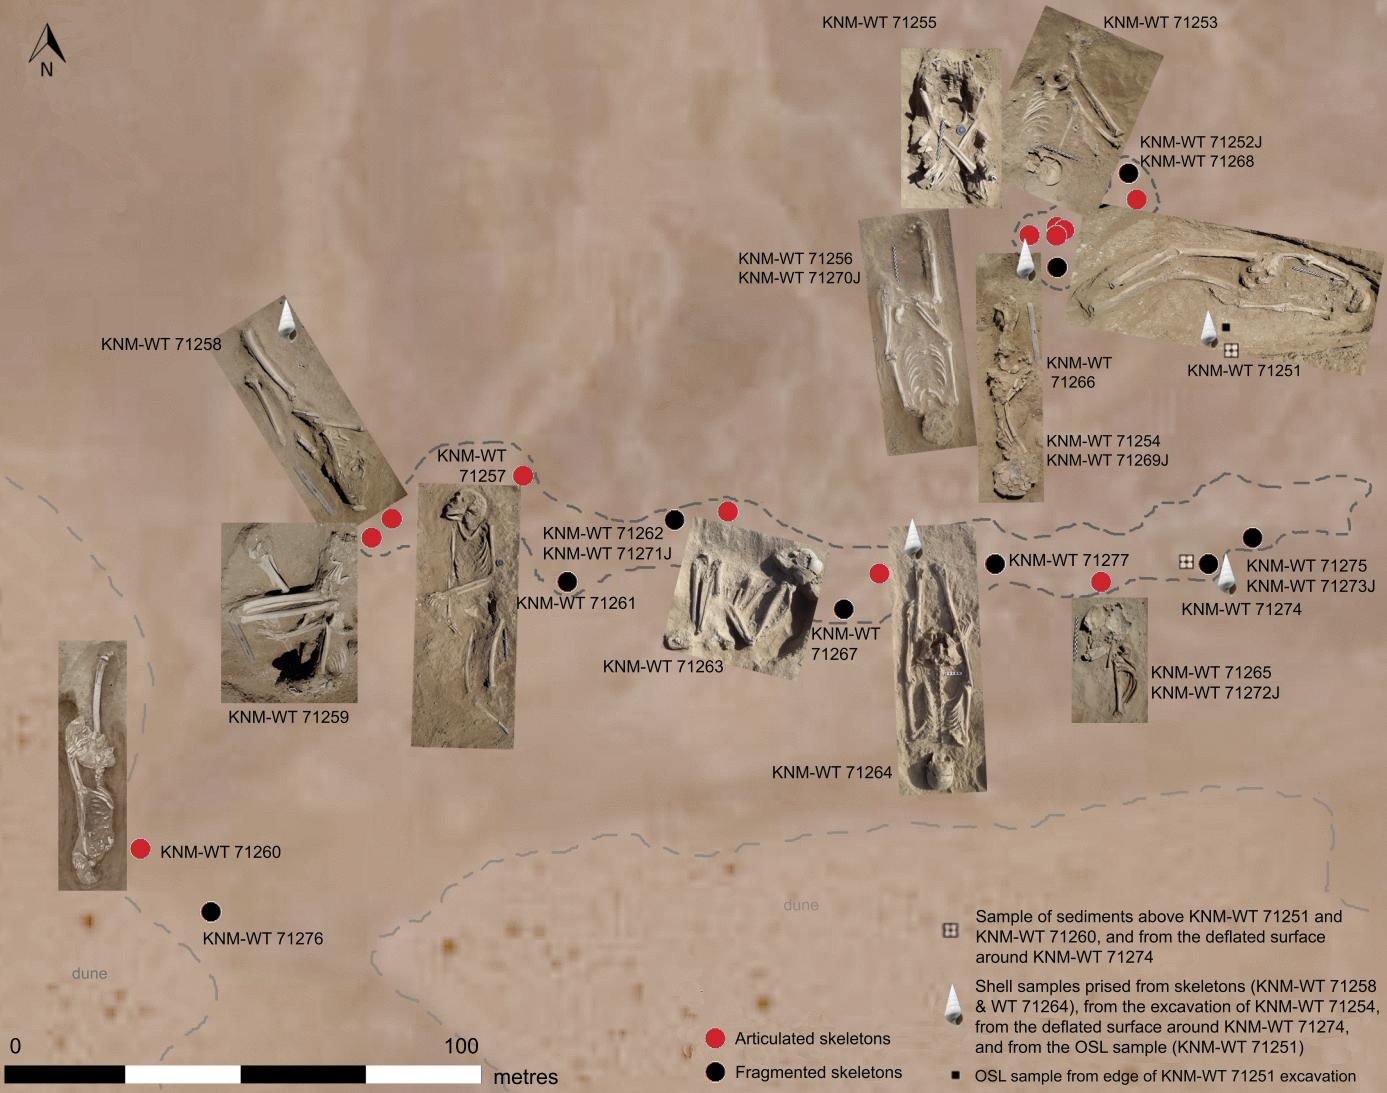 N
KNM-WT 71255
KNM-WT 71253
KNM-WT 71252J
KNM-WT 71268
KNM-WT 71256
KNM-WT 71270J
KNM-WT 71258
KNM-WT
71266
KNM-WT 71251
KNM-WT 71254
KNM-WT 71269J
KNM-WT
71257
KNM-WT 71262
KNM-WT 71271J
KNM-WT 71277
KNM-WT 71275
KNM-WT 71273J
KNM-WT 71274
KNM-WT 71261
KNM-WT
71267
KNM-WT 71263
KNM-WT 71265
KNM-WT 71272J
KNM-WT 71259
KNM-WT 71264
KNM-WT 71260
KNM-WT 71276
dune
dune
Sample of sediments above KNM-WT 71251 and
KNM-WT 71260, and from the deflated surface
around KNM-WT 71274
Shell samples prised from skeletons (KNM-WT 71258
& WT 71264), from the excavation of KNM-WT 71254,
from the deflated surface around KNM-WT 71274,
and from the OSL sample (KNM-WT 71251)
OSL sample from edge of KNM-WT 71251 excavation
Articulated skeletons
Fragmented skeletons
0 100
metres